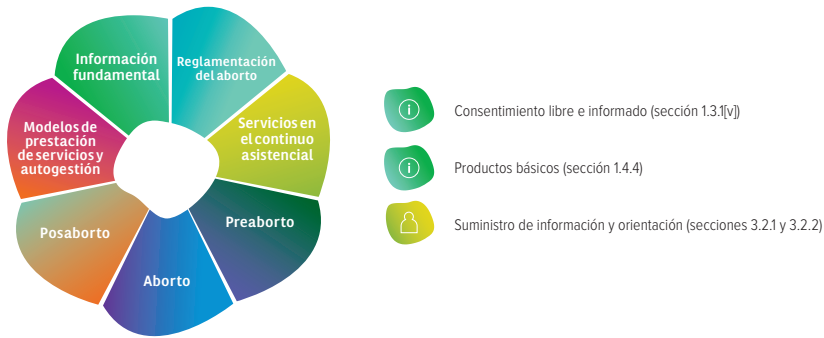 Información
fundamental
Reglamentación
del aborto
Servicios en
el continuo
asistencial
Preaborto
Aborto
Posaborto
Modelos de
prestación
de servicios y
autogestión
Consentimiento libre e informado (sección 1.3.1[v])
Productos básicos (sección 1.4.4)
Suministro de información y orientación (secciones 3.2.1 y 3.2.2)